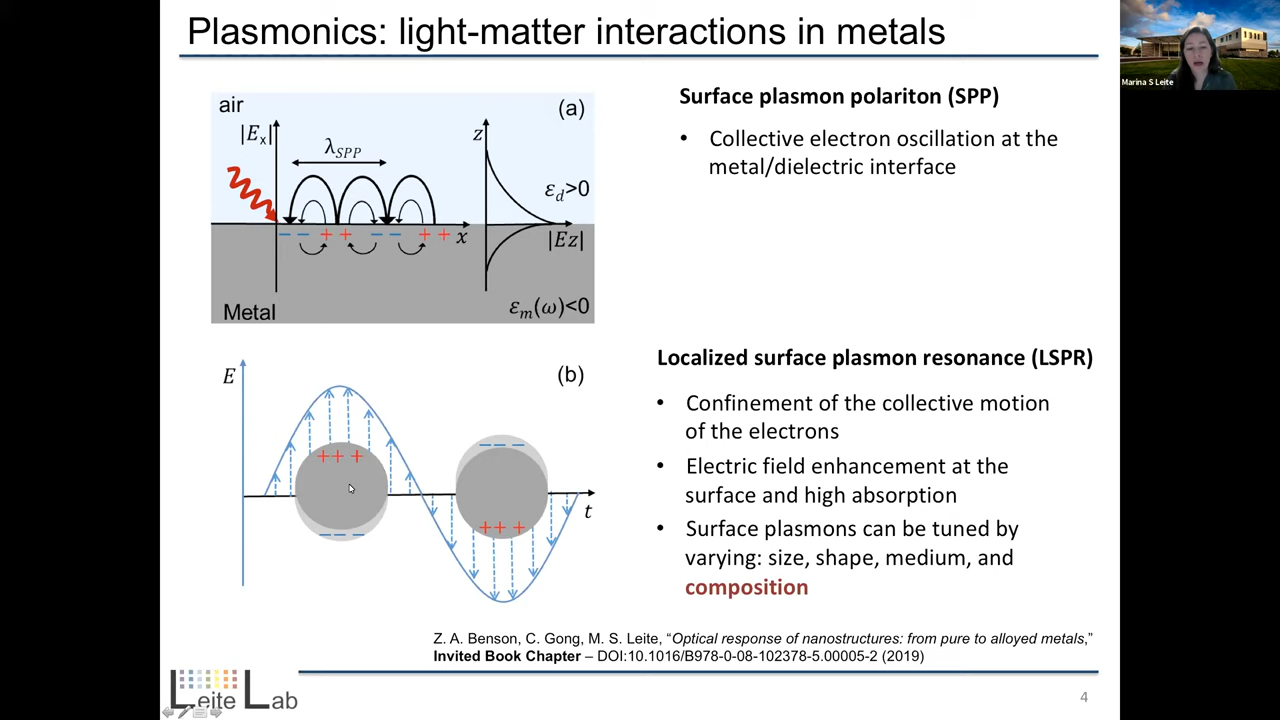 Plasmonics: light-matter interactions in metals
Marina S Leite
air
(a)
|Eₓ|
λSPP
z
εd>0
− − + + − − + +
x
|Ez|
Metal
εm(ω)<0
Surface plasmon polariton (SPP)
• Collective electron oscillation at the
metal/dielectric interface
E
(b)
++ +
− − −
− − −
++ +
t
Localized surface plasmon resonance (LSPR)
• Confinement of the collective motion
of the electrons
• Electric field enhancement at the
surface and high absorption
• Surface plasmons can be tuned by
varying: size, shape, medium, and
composition
Z. A. Benson, C. Gong, M. S. Leite, “Optical response of nanostructures: from pure to alloyed metals,”
Invited Book Chapter – DOI:10.1016/B978-0-08-102378-5.00005-2 (2019)
Leite Lab
4